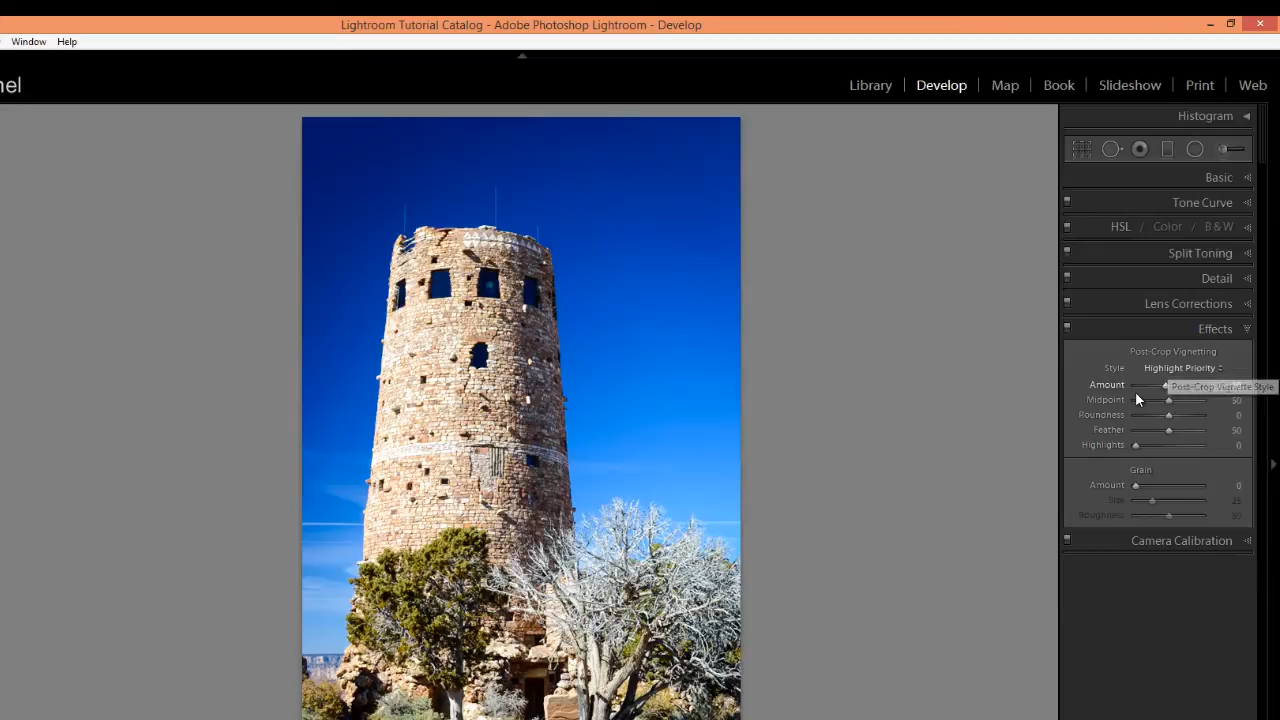 Lightroom Tutorial Catalog - Adobe Photoshop Lightroom - Develop
Window Help
nel
Library | Develop | Map | Book | Slideshow | Print | Web
Histogram
Basic
Tone Curve
HSL / Color / B & W
Split Toning
Detail
Lens Corrections
Effects
Post-Crop Vignetting
Style Highlight Priority
Amount
Post-Crop Vignette Style
Midpoint 50
Roundness 0
Feather 50
Highlights 0
Grain
Amount 0
Size 25
Roughness 50
Camera Calibration